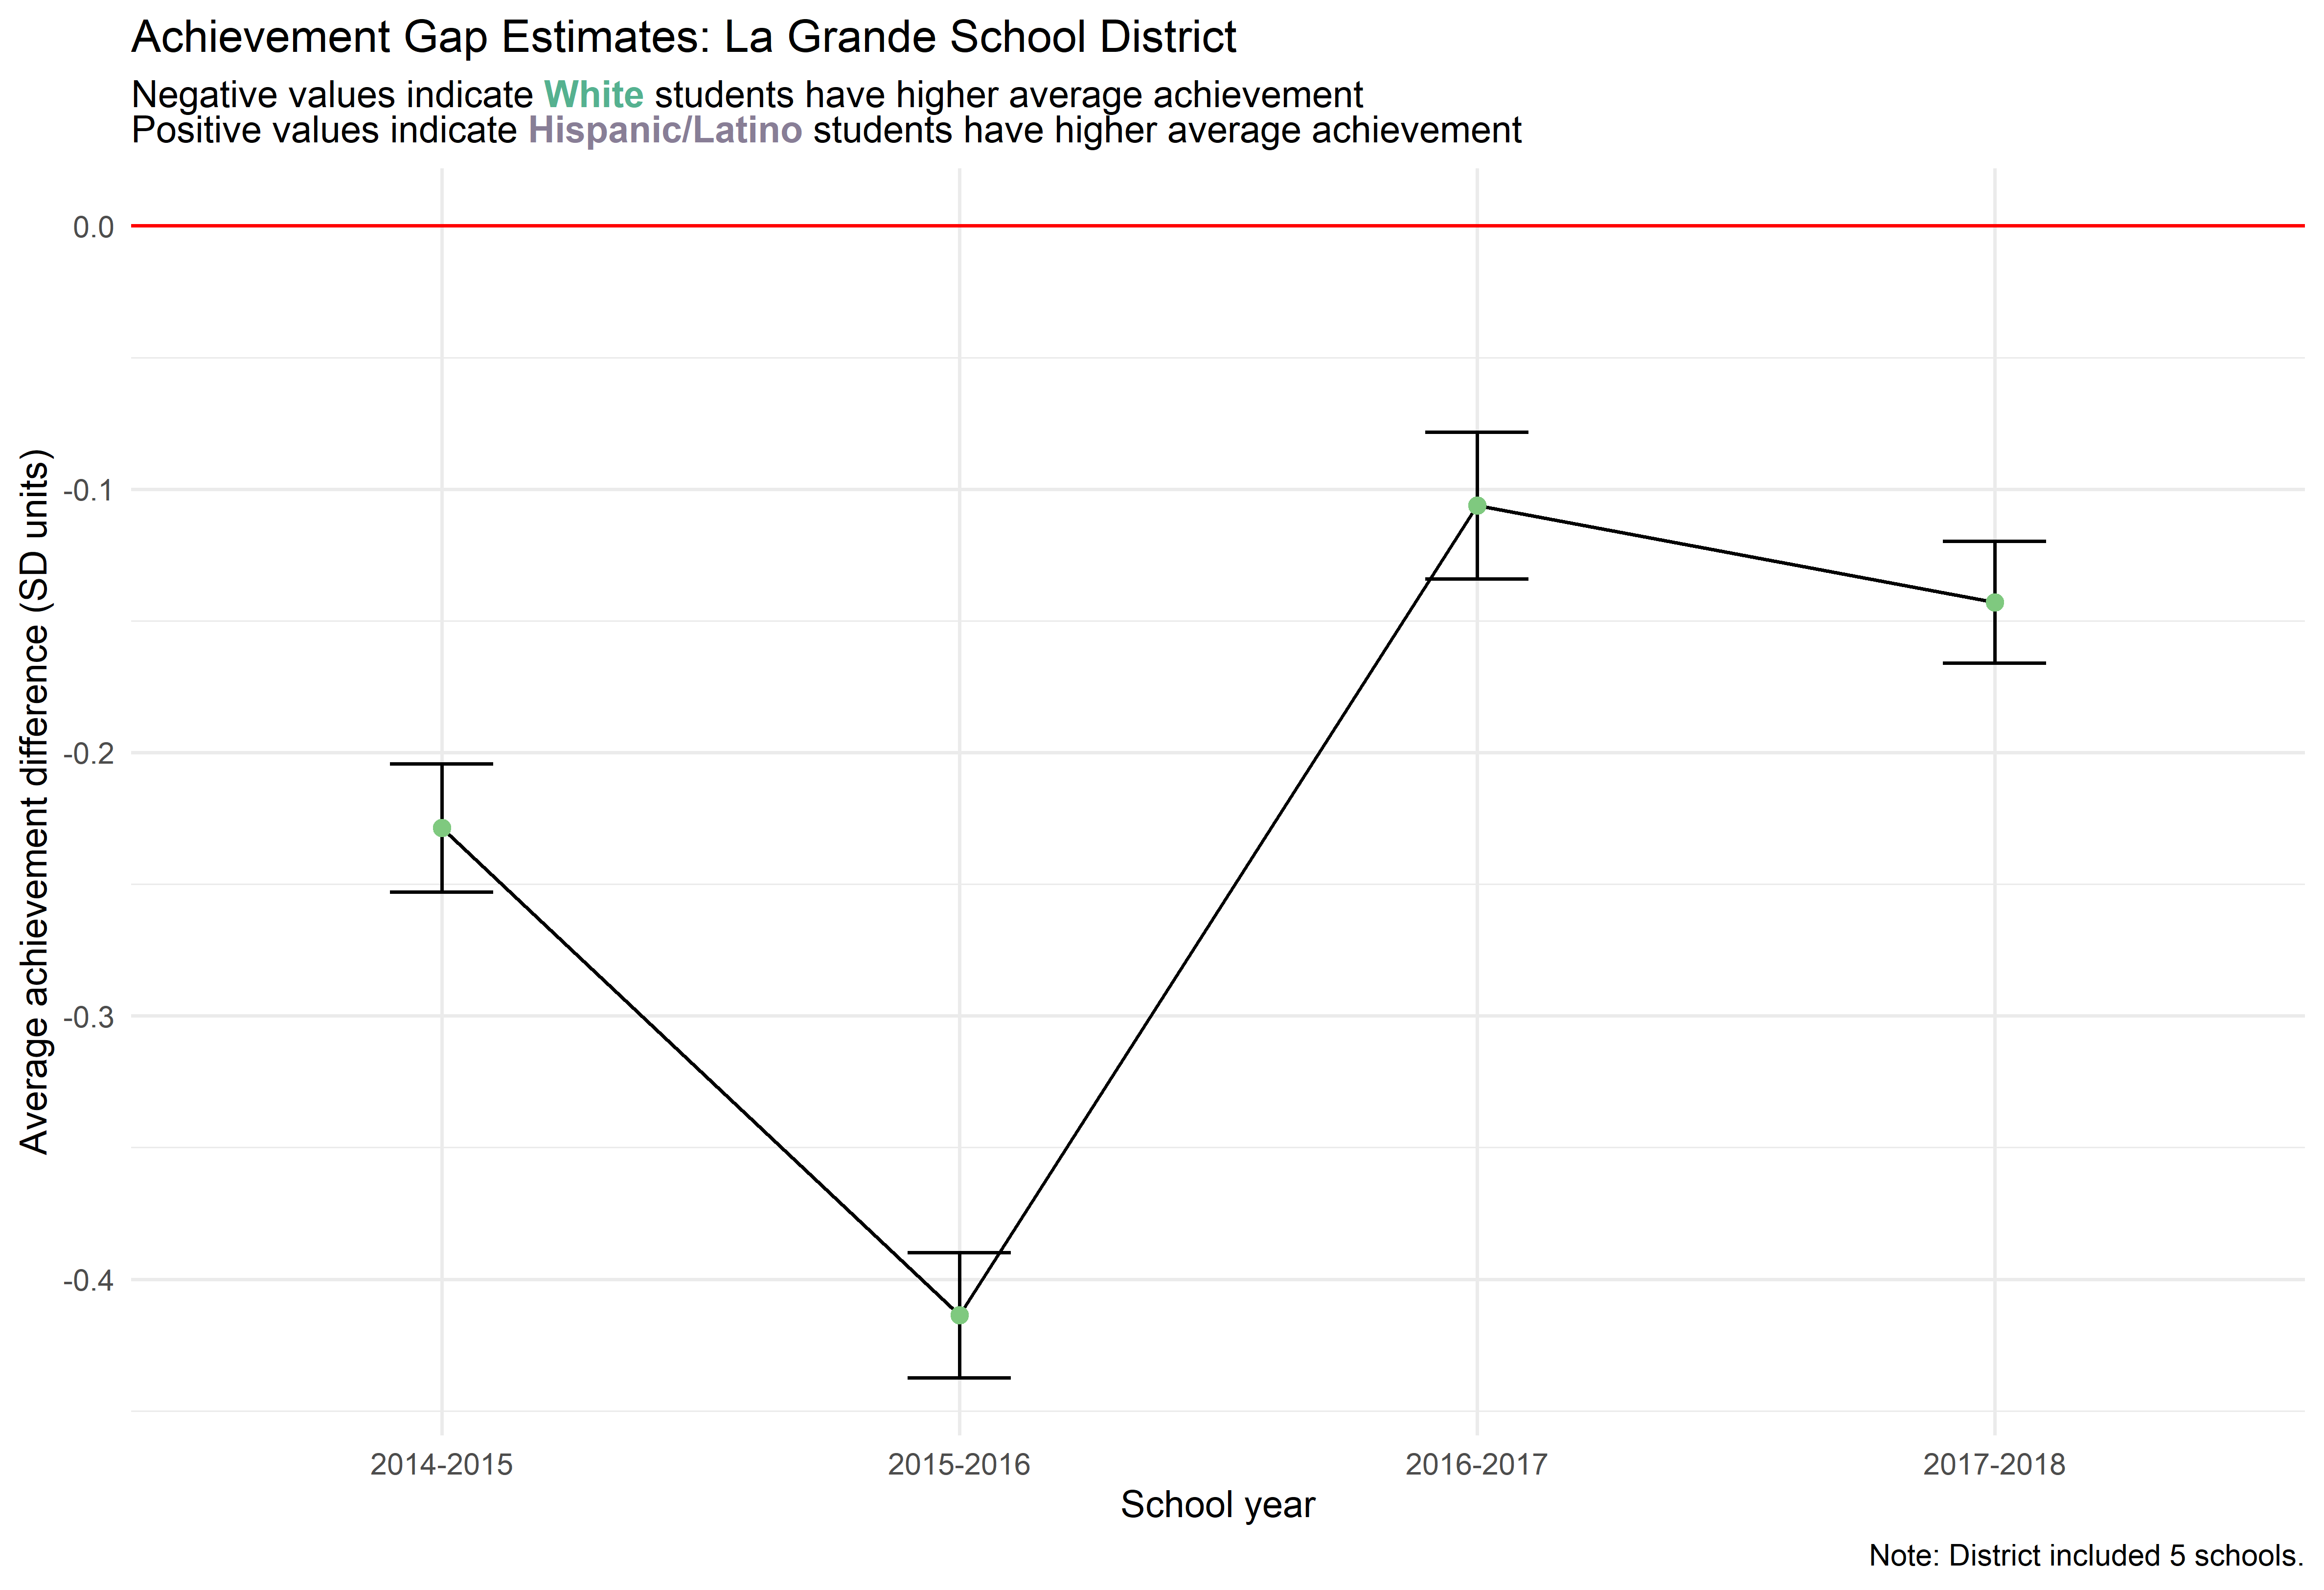 Achievement Gap Estimates: La Grande School District
Negative values indicate White students have higher average achievement
Positive values indicate Hispanic/Latino students have higher average achievement
Average achievement difference (SD units)
0.0
-0.1
-0.2
-0.3
-0.4
2014-2015
2015-2016
2016-2017
2017-2018
School year
Note: District included 5 schools.